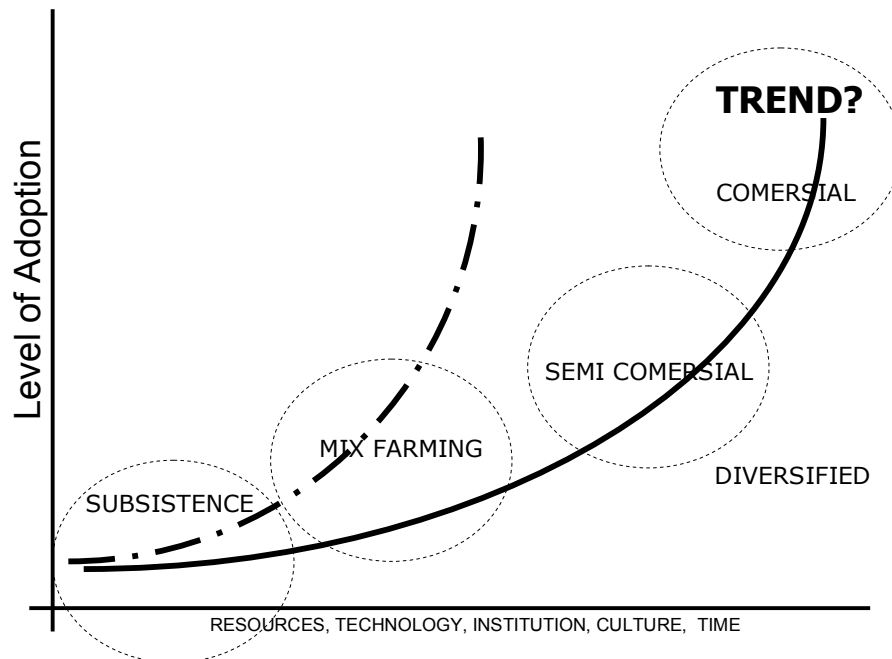 TREND?
COMERSIAL
Level of Adoption
SEMI COMERSIAL
MIX FARMING
DIVERSIFIED
SUBSISTENCE
RESOURCES, TECHNOLOGY, INSTITUTION, CULTURE, TIME